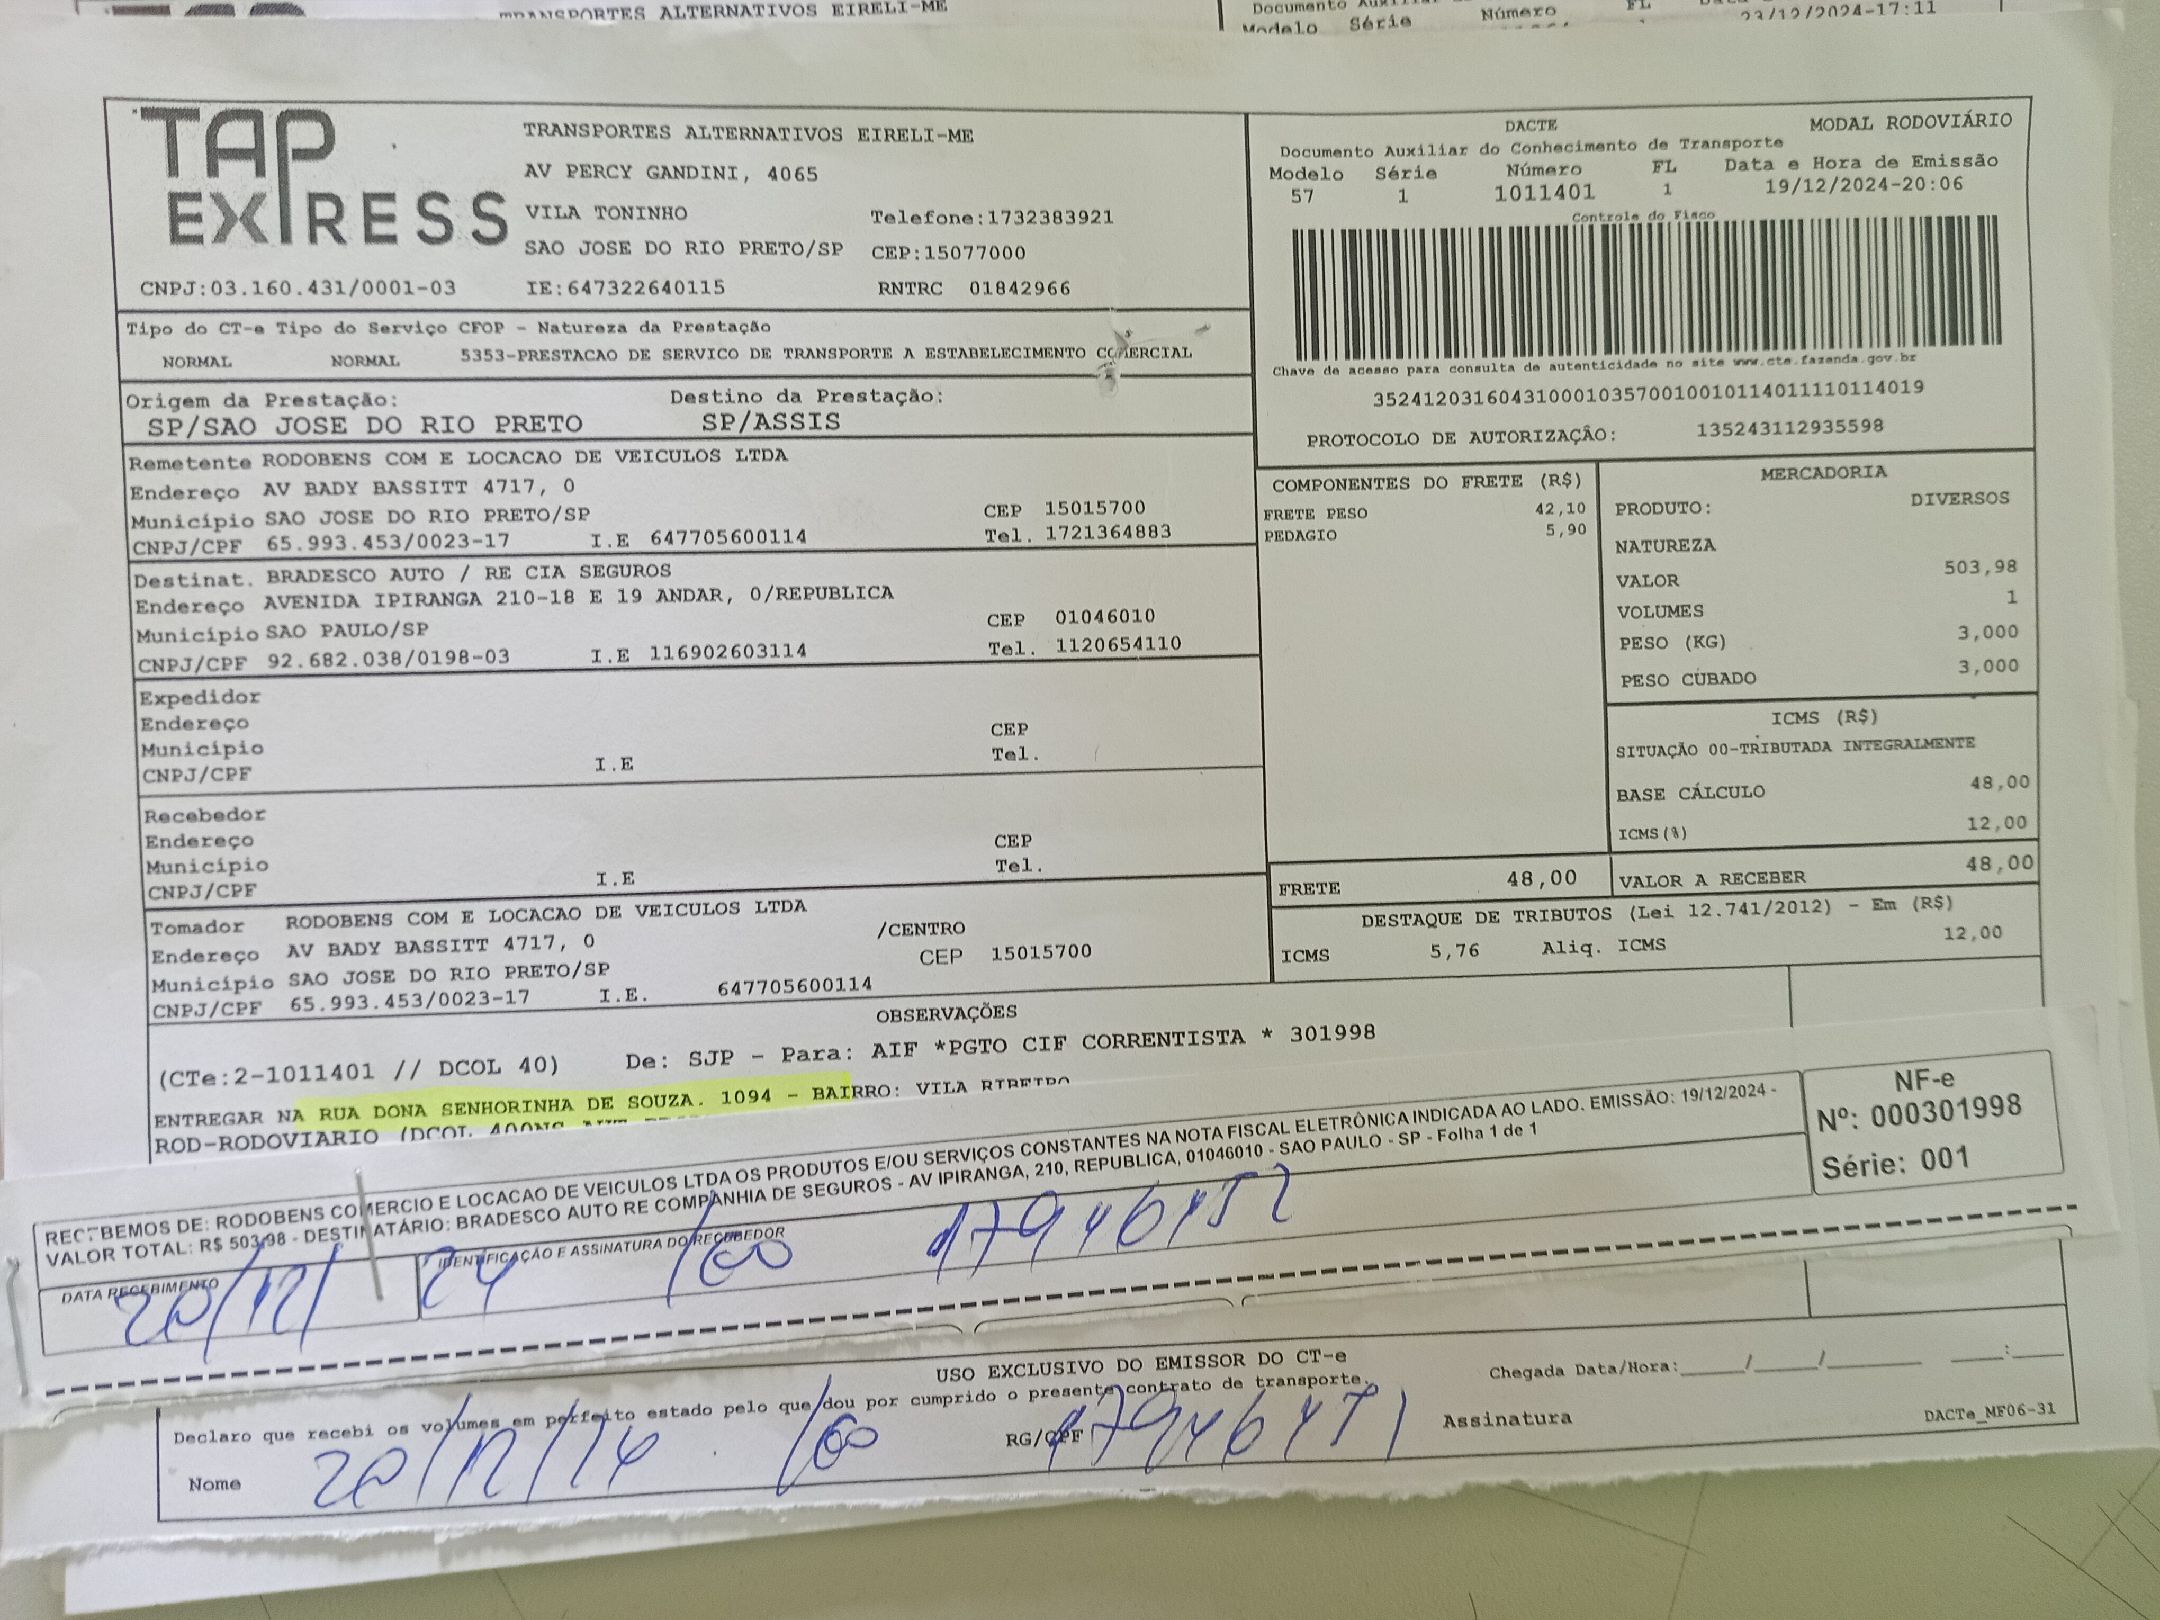 TRANSPORTES ALTERNATIVOS EIRELI-ME
Modelo Série Número FL
23/12/2024-17:11
TAP EXPRESS
TRANSPORTES ALTERNATIVOS EIRELI-ME
AV PERCY GANDINI, 4065
VILA TONINHO Telefone:1732383921
SAO JOSE DO RIO PRETO/SP CEP:15077000
CNPJ:03.160.431/0001-03 IE:647322640115 RNTRC 01842966
DACTE MODAL RODOVIÁRIO
Documento Auxiliar do Conhecimento de Transporte
Modelo Série Número FL Data e Hora de Emissão
57 1 1011401 1 19/12/2024-20:06
Controle do Fisco
Chave de acesso para consulta de autenticidade no site www.cte.fazenda.gov.br
35241203160431000103570010010114011110114019
PROTOCOLO DE AUTORIZAÇÃO: 135243112935598
Tipo do CT-e Tipo do Serviço CFOP - Natureza da Prestação
NORMAL NORMAL 5353-PRESTACAO DE SERVICO DE TRANSPORTE A ESTABELECIMENTO COMERCIAL
Origem da Prestação: Destino da Prestação:
SP/SAO JOSE DO RIO PRETO SP/ASSIS
Remetente RODOBENS COM E LOCACAO DE VEICULOS LTDA
Endereço AV BADY BASSITT 4717, 0
Município SAO JOSE DO RIO PRETO/SP CEP 15015700
CNPJ/CPF 65.993.453/0023-17 I.E 647705600114 Tel. 1721364883
Destinat. BRADESCO AUTO / RE CIA SEGUROS
Endereço AVENIDA IPIRANGA 210-18 E 19 ANDAR, 0/REPUBLICA
Município SAO PAULO/SP CEP 01046010
CNPJ/CPF 92.682.038/0198-03 I.E 116902603114 Tel. 1120654110
Expedidor
Endereço
Município CEP
CNPJ/CPF I.E Tel.
Recebedor
Endereço
Município CEP
CNPJ/CPF I.E Tel.
Tomador RODOBENS COM E LOCACAO DE VEICULOS LTDA
Endereço AV BADY BASSITT 4717, 0 /CENTRO
Município SAO JOSE DO RIO PRETO/SP CEP 15015700
CNPJ/CPF 65.993.453/0023-17 I.E. 647705600114
COMPONENTES DO FRETE (R$)
FRETE PESO 42,10
PEDAGIO 5,90
MERCADORIA
PRODUTO: DIVERSOS
NATUREZA
VALOR 503,98
VOLUMES 1
PESO (KG) 3,000
PESO CUBADO 3,000
ICMS (R$)
SITUAÇÃO 00-TRIBUTADA INTEGRALMENTE
BASE CÁLCULO 48,00
ICMS(%) 12,00
FRETE 48,00 VALOR A RECEBER 48,00
DESTAQUE DE TRIBUTOS (Lei 12.741/2012) - Em (R$)
ICMS 5,76 Aliq. ICMS 12,00
OBSERVAÇÕES
(CTe:2-1011401 // DCOL 40) De: SJP - Para: AIF *PGTO CIF CORRENTISTA * 301998
ENTREGAR NA RUA DONA SENHORINHA DE SOUZA. 1094 - BAIRRO: VILA RIBEIRO
ROD-RODOVIARIO (DCOL
RECEBEMOS DE: RODOBENS COMERCIO E LOCACAO DE VEICULOS LTDA OS PRODUTOS E/OU SERVIÇOS CONSTANTES NA NOTA FISCAL ELETRÔNICA INDICADA AO LADO. EMISSÃO: 19/12/2024 -
VALOR TOTAL: R$ 503,98 - DESTINATÁRIO: BRADESCO AUTO RE COMPANHIA DE SEGUROS - AV IPIRANGA, 210, REPUBLICA, 01046010 - SAO PAULO - SP - Folha 1 de 1
NF-e
Nº: 000301998
Série: 001
DATA RECEBIMENTO IDENTIFICAÇÃO E ASSINATURA DO RECEBEDOR
20/12/24
USO EXCLUSIVO DO EMISSOR DO CT-e
Declaro que recebi os volumes em perfeito estado pelo que dou por cumprido o presente contrato de transporte.
Chegada Data/Hora:____/____/______ ____:____
Nome 20/12/24 RG/CPF Assinatura
DACTe_MF06-31